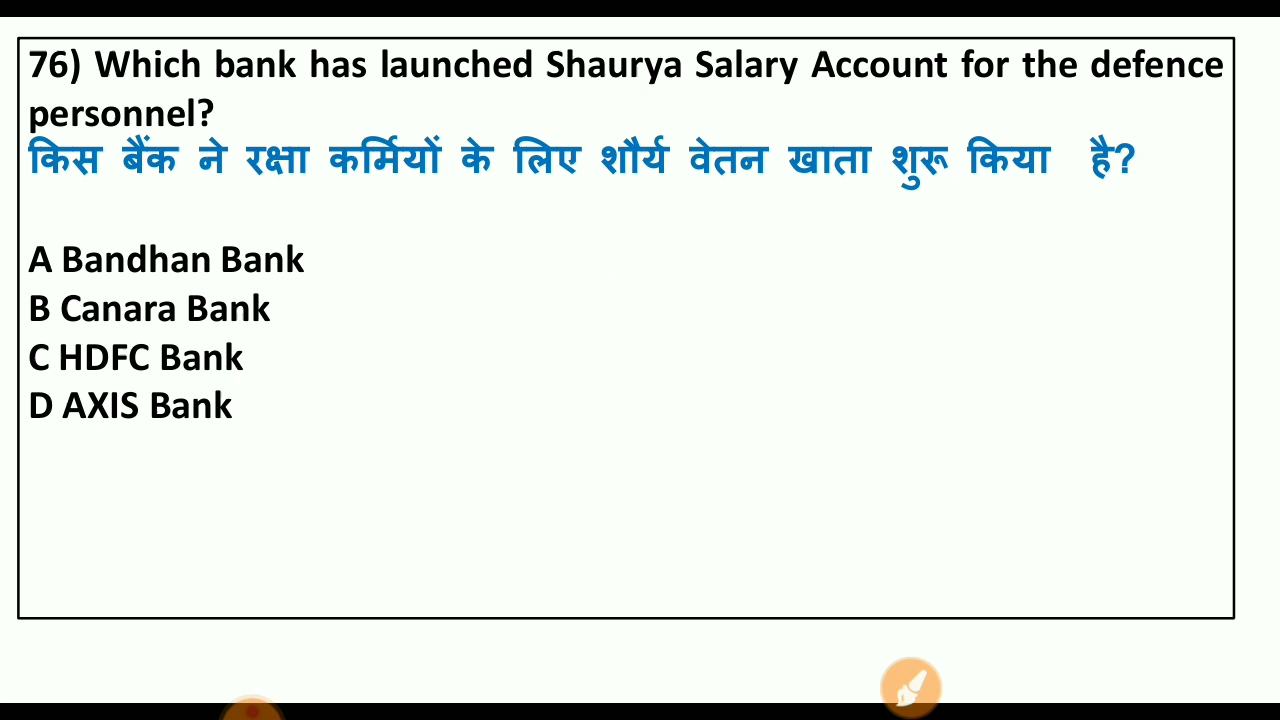 76) Which bank has launched Shaurya Salary Account for the defence
personnel?
किस बैंक ने रक्षा कर्मियों के लिए शौर्य वेतन खाता शुरू किया है?
A Bandhan Bank
B Canara Bank
C HDFC Bank
D AXIS Bank